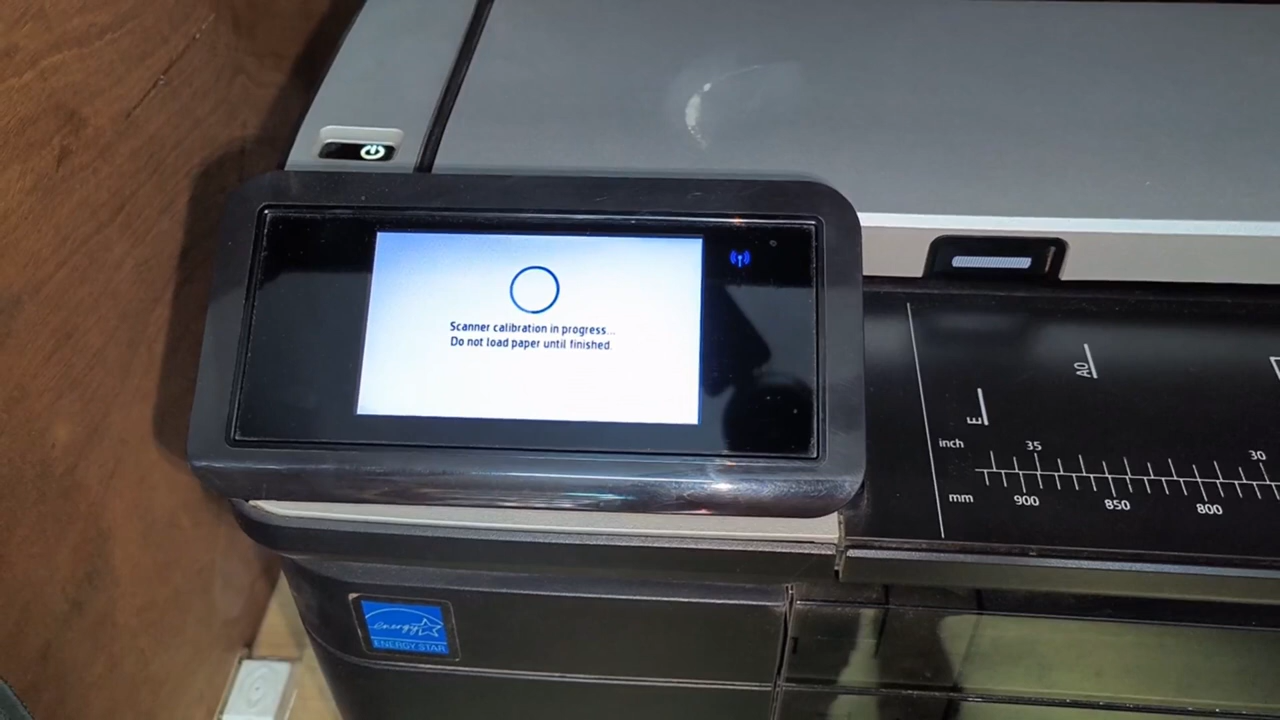 Scanner calibration in progress...
Do not load paper until finished.
A0
E
inch 35 30
mm 900 850 800
energy
ENERGY STAR